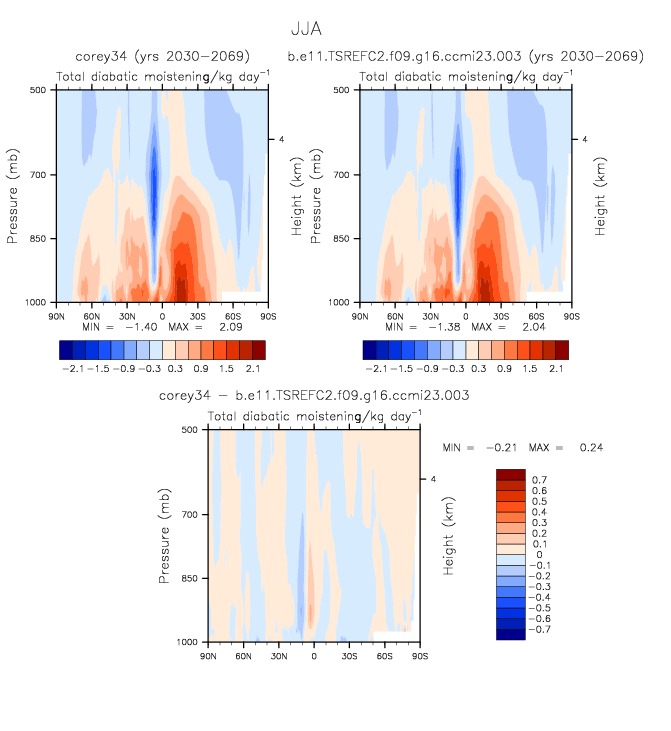 JJA
corey34 (yrs 2030−2069)
b.e11.TSREFC2.f09.g16.ccmi23.003 (yrs 2030−2069)
Total diabatic moistening/kg day−1
Total diabatic moistening/kg day−1
Pressure (mb)
500
700
850
1000
4
Height (km)
90N 60N 30N 0 30S 60S 90S
MIN = −1.40 MAX = 2.09
−2.1 −1.5 −0.9 −0.3 0.3 0.9 1.5 2.1
Pressure (mb)
500
700
850
1000
4
Height (km)
90N 60N 30N 0 30S 60S 90S
MIN = −1.38 MAX = 2.04
−2.1 −1.5 −0.9 −0.3 0.3 0.9 1.5 2.1
corey34 − b.e11.TSREFC2.f09.g16.ccmi23.003
Total diabatic moistening/kg day−1
Pressure (mb)
500
700
850
1000
4
Height (km)
90N 60N 30N 0 30S 60S 90S
MIN = −0.21 MAX = 0.24
0.7
0.6
0.5
0.4
0.3
0.2
0.1
0
−0.1
−0.2
−0.3
−0.4
−0.5
−0.6
−0.7